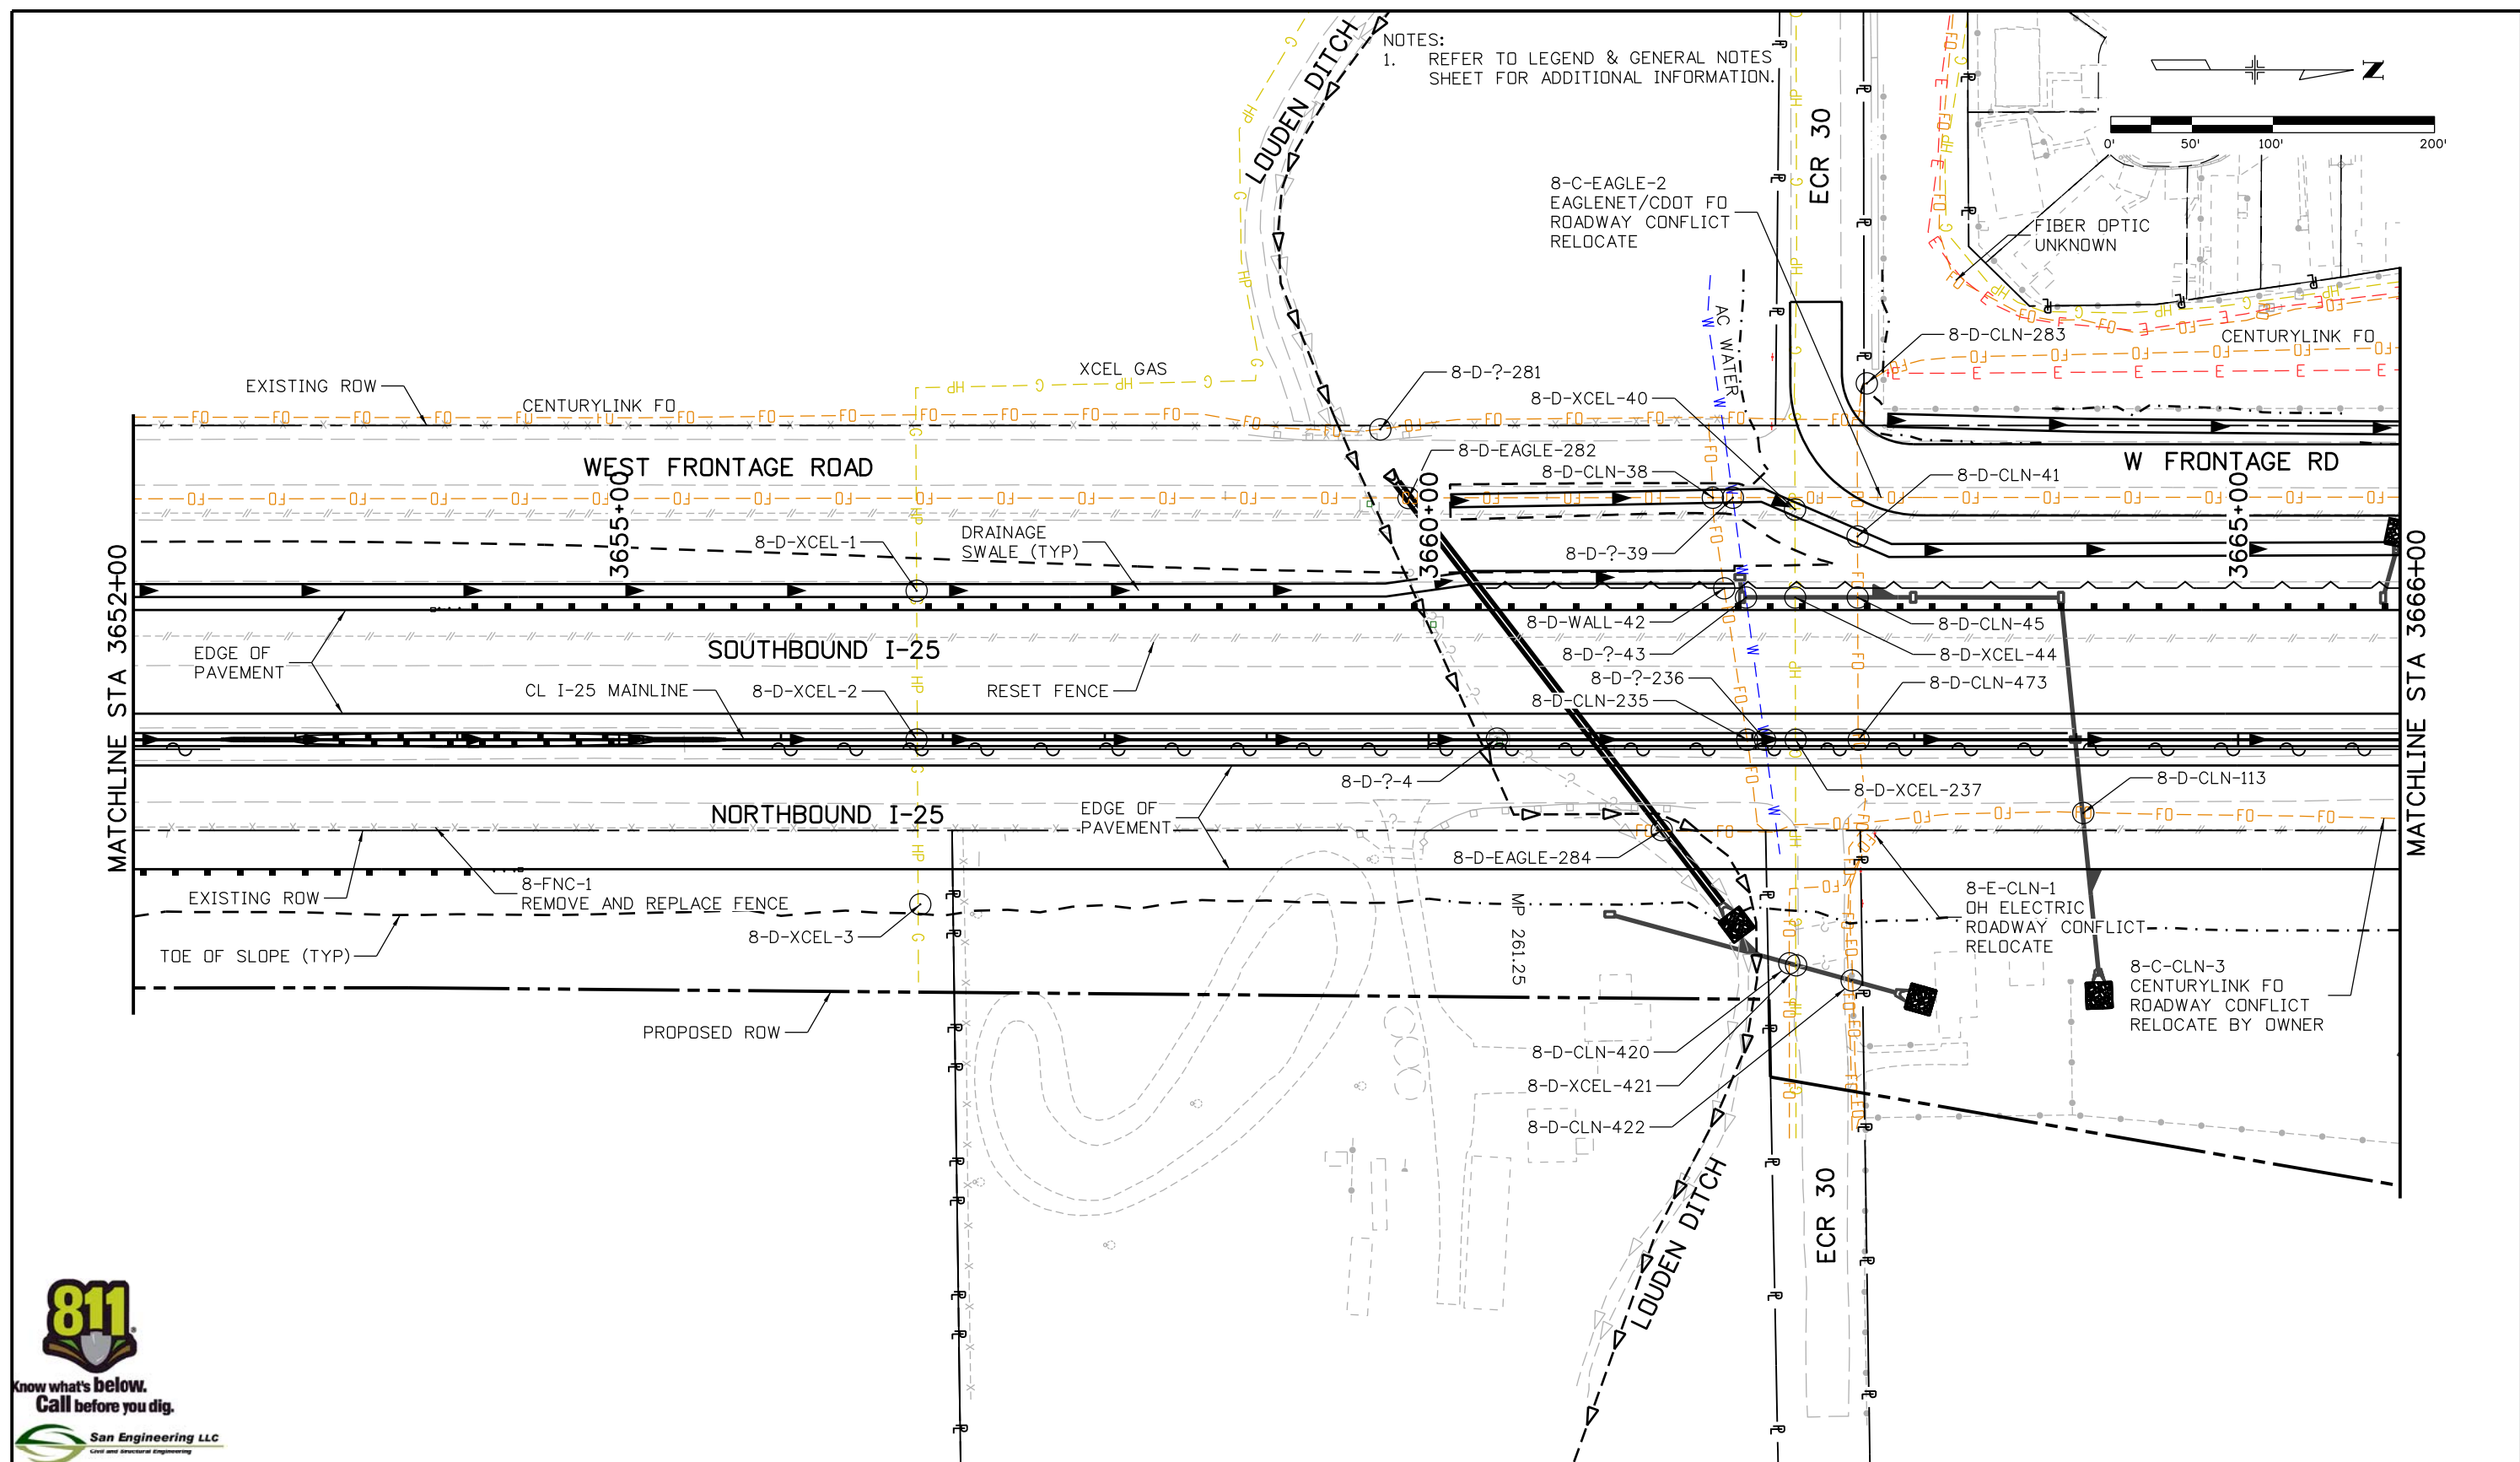 NOTES:
1. REFER TO LEGEND & GENERAL NOTES
SHEET FOR ADDITIONAL INFORMATION.
LOUDEN DITCH
ECR 30
N
0' 50' 100' 200'
8-C-EAGLE-2
EAGLENET/CDOT FO
ROADWAY CONFLICT
RELOCATE
FIBER OPTIC
UNKNOWN
CENTURYLINK FO
8-D-CLN-283
AC WATER
XCEL GAS
8-D-?-281
EXISTING ROW
CENTURYLINK FO
8-D-XCEL-40
8-D-EAGLE-282
8-D-CLN-38
8-D-CLN-41
WEST FRONTAGE ROAD
W FRONTAGE RD
3655+00
3660+00
3665+00
8-D-XCEL-1
DRAINAGE
SWALE (TYP)
8-D-?-39
MATCHLINE STA 3652+00
MATCHLINE STA 3666+00
8-D-WALL-42
8-D-CLN-45
8-D-?-43
8-D-XCEL-44
EDGE OF
PAVEMENT
SOUTHBOUND I-25
CL I-25 MAINLINE
8-D-XCEL-2
RESET FENCE
8-D-?-236
8-D-CLN-235
8-D-CLN-473
8-D-?-4
8-D-XCEL-237
8-D-CLN-113
NORTHBOUND I-25
EDGE OF
PAVEMENT
8-D-EAGLE-284
EXISTING ROW
8-FNC-1
REMOVE AND REPLACE FENCE
8-D-XCEL-3
TOE OF SLOPE (TYP)
MP 261.25
8-E-CLN-1
OH ELECTRIC
ROADWAY CONFLICT
RELOCATE
8-C-CLN-3
CENTURYLINK FO
ROADWAY CONFLICT
RELOCATE BY OWNER
PROPOSED ROW
8-D-CLN-420
8-D-XCEL-421
8-D-CLN-422
LOUDEN DITCH
ECR 30
811
Know what's below.
Call before you dig.
San Engineering LLC
Civil and Structural Engineering